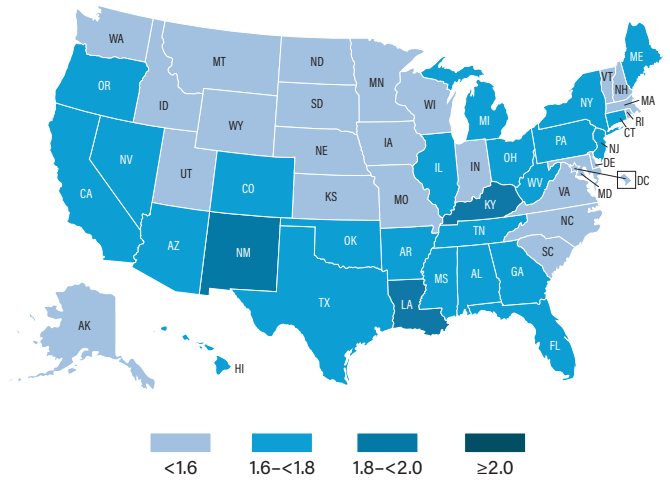 WA
ME
MT
ND
VT
OR
MN
NH
ID
SD
WI
MA
NY
WY
MI
RI
CT
IA
PA
NE
NJ
NV
OH
DE
UT
IL
IN
CO
WV
DC
CA
KS
MO
VA
MD
KY
NC
OK
TN
AZ
NM
AR
SC
MS
AL
GA
TX
LA
AK
FL
HI
<1.6
1.6–<1.8
1.8–<2.0
≥2.0